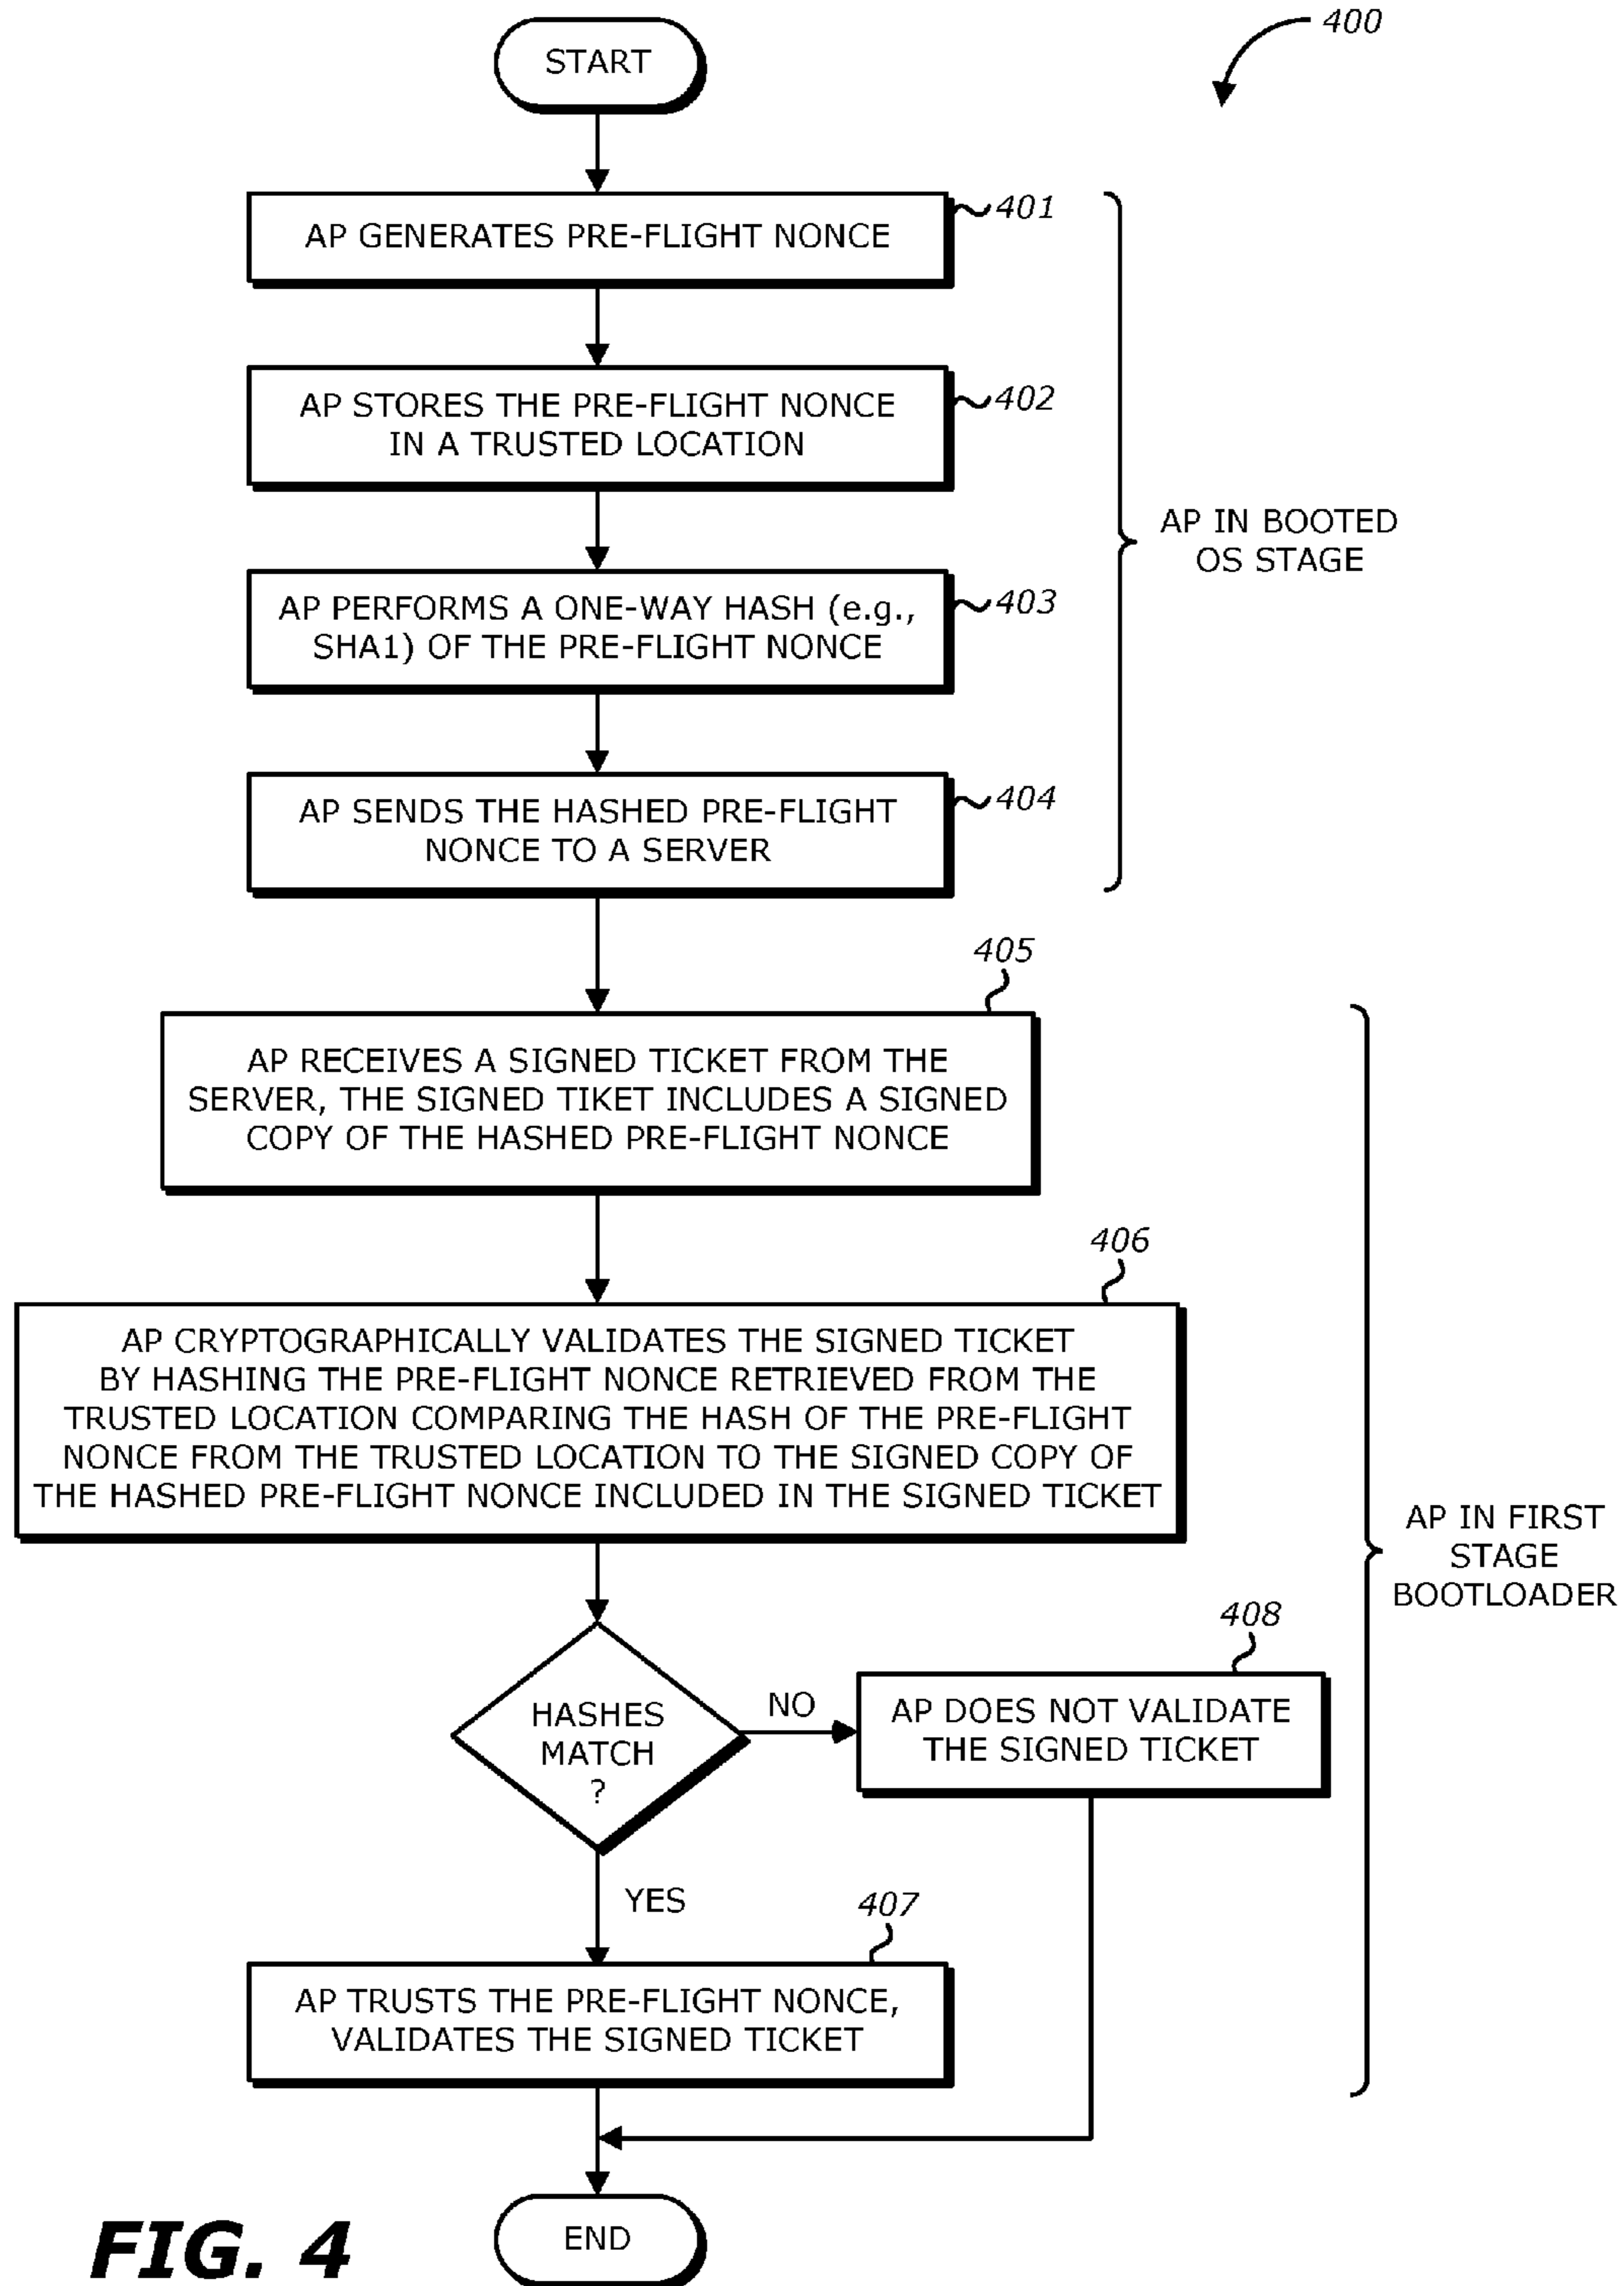 400
START
AP GENERATES PRE-FLIGHT NONCE
401
AP STORES THE PRE-FLIGHT NONCE
IN A TRUSTED LOCATION
402
AP IN BOOTED
OS STAGE
AP PERFORMS A ONE-WAY HASH (e.g.,
SHA1) OF THE PRE-FLIGHT NONCE
403
AP SENDS THE HASHED PRE-FLIGHT
NONCE TO A SERVER
404
405
AP RECEIVES A SIGNED TICKET FROM THE
SERVER, THE SIGNED TIKET INCLUDES A SIGNED
COPY OF THE HASHED PRE-FLIGHT NONCE
406
AP CRYPTOGRAPHICALLY VALIDATES THE SIGNED TICKET
BY HASHING THE PRE-FLIGHT NONCE RETRIEVED FROM THE
TRUSTED LOCATION COMPARING THE HASH OF THE PRE-FLIGHT
NONCE FROM THE TRUSTED LOCATION TO THE SIGNED COPY OF
THE HASHED PRE-FLIGHT NONCE INCLUDED IN THE SIGNED TICKET
AP IN FIRST
STAGE
BOOTLOADER
HASHES
MATCH
?
NO
408
AP DOES NOT VALIDATE
THE SIGNED TICKET
YES
407
AP TRUSTS THE PRE-FLIGHT NONCE,
VALIDATES THE SIGNED TICKET
END
FIG. 4